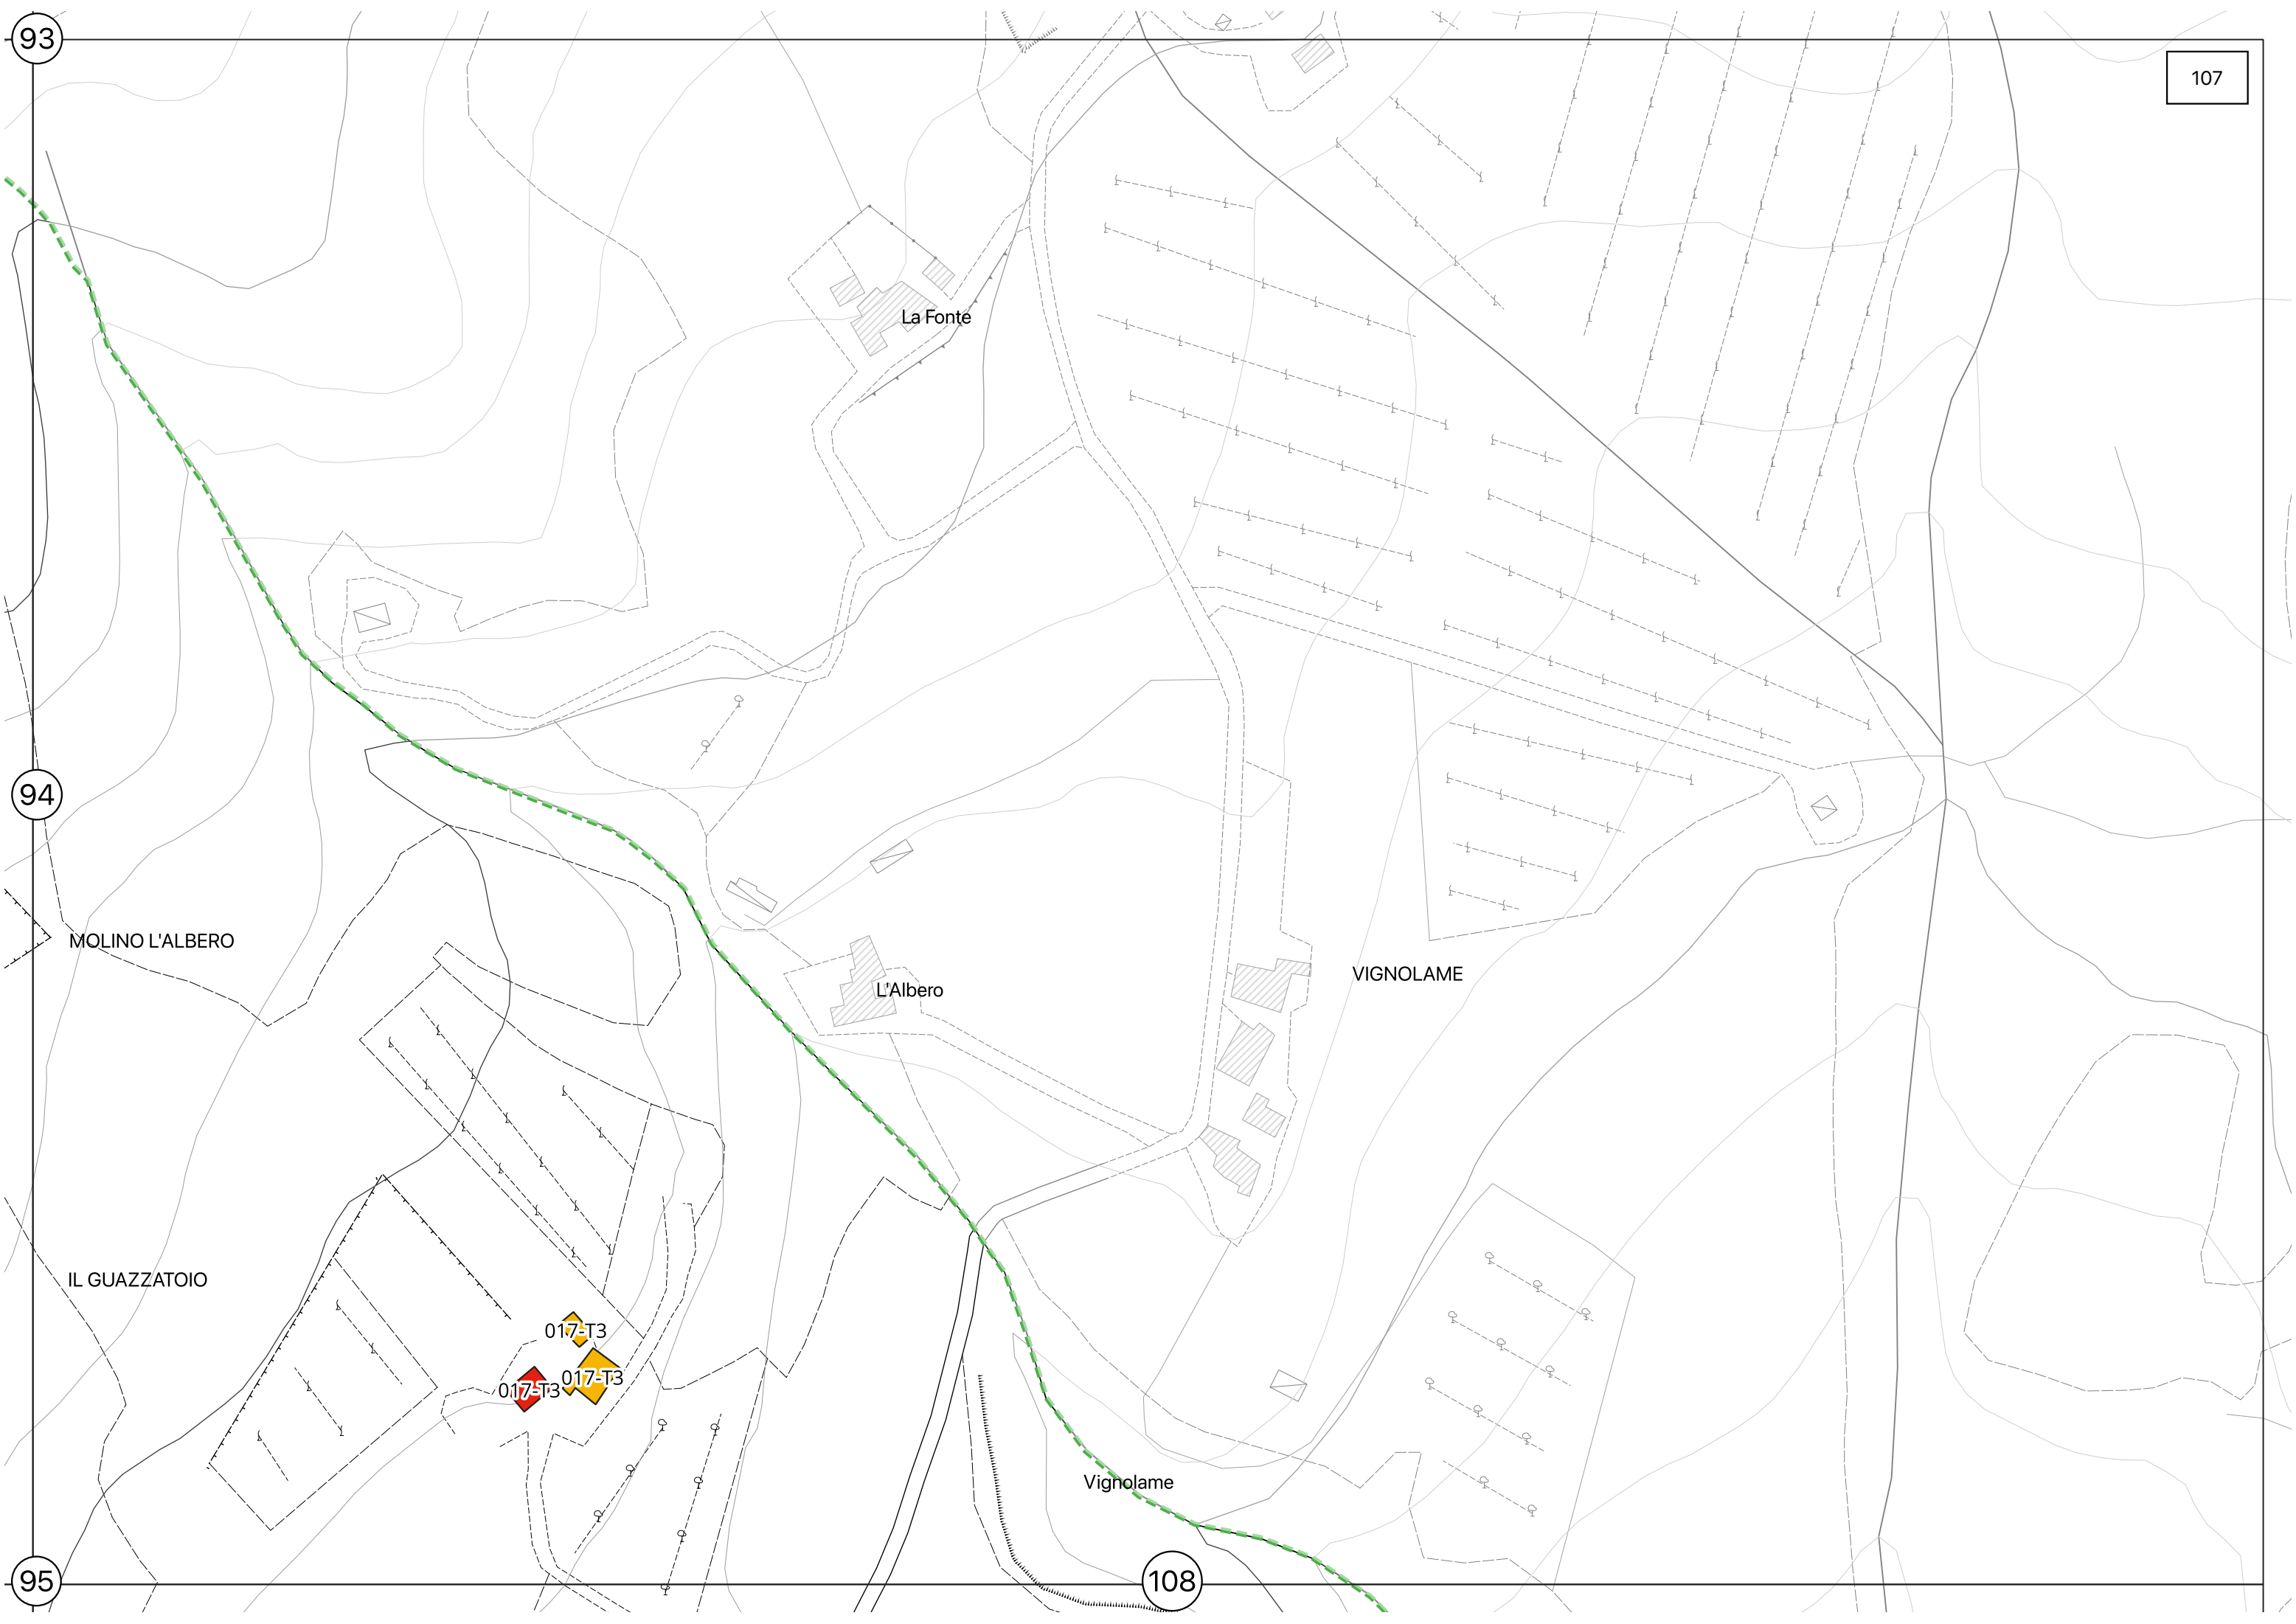 93
107
La Fonte
94
MOLINO L'ALBERO
L'Albero
VIGNOLAME
IL GUAZZATOIO
017-T3
017-T3
017-T3
Vignolame
95
108